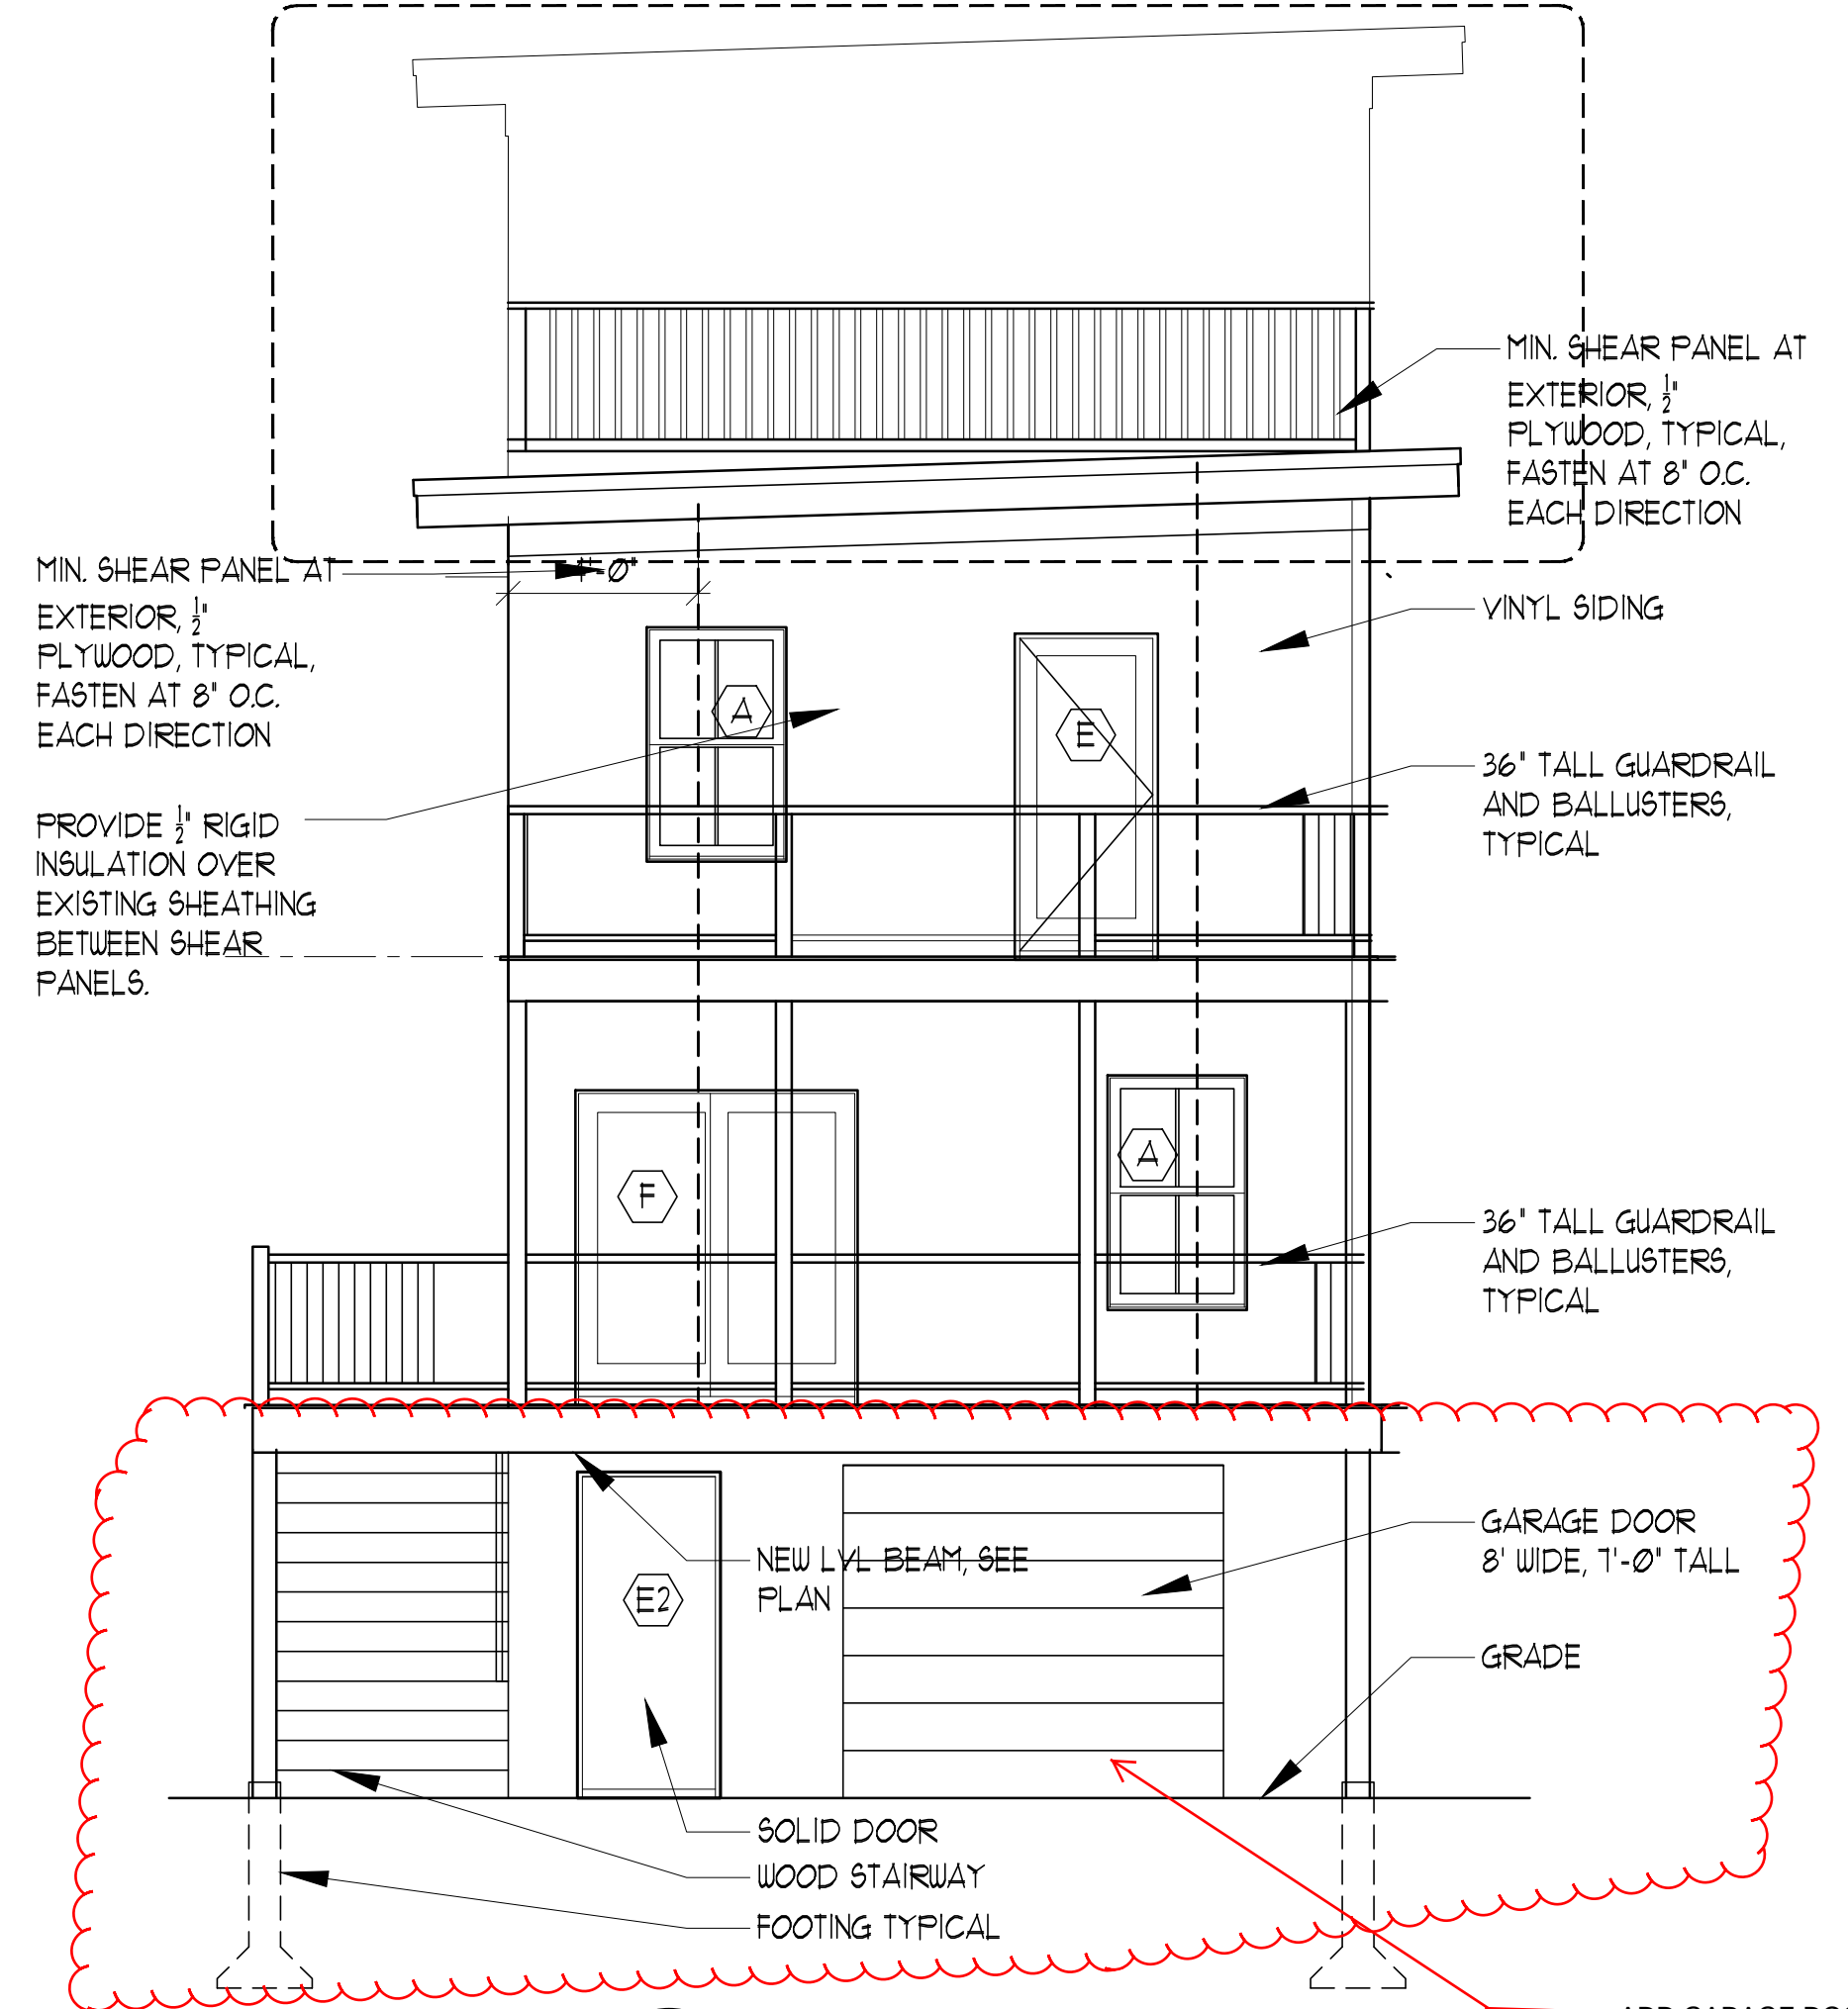 MIN. SHEAR PANEL AT
EXTERIOR, ½"
PLYWOOD, TYPICAL,
FASTEN AT 8" O.C.
EACH DIRECTION
MIN. SHEAR PANEL AT
EXTERIOR, ½"
PLYWOOD, TYPICAL,
FASTEN AT 8" O.C.
EACH DIRECTION
PROVIDE ½" RIGID
INSULATION OVER
EXISTING SHEATHING
BETWEEN SHEAR
PANELS.
VINYL SIDING
A
E
36" TALL GUARDRAIL
AND BALLUSTERS,
TYPICAL
A
F
36" TALL GUARDRAIL
AND BALLUSTERS,
TYPICAL
GARAGE DOOR
8' WIDE, 7'-0" TALL
NEW LVL BEAM, SEE
PLAN
E2
GRADE
SOLID DOOR
WOOD STAIRWAY
FOOTING TYPICAL